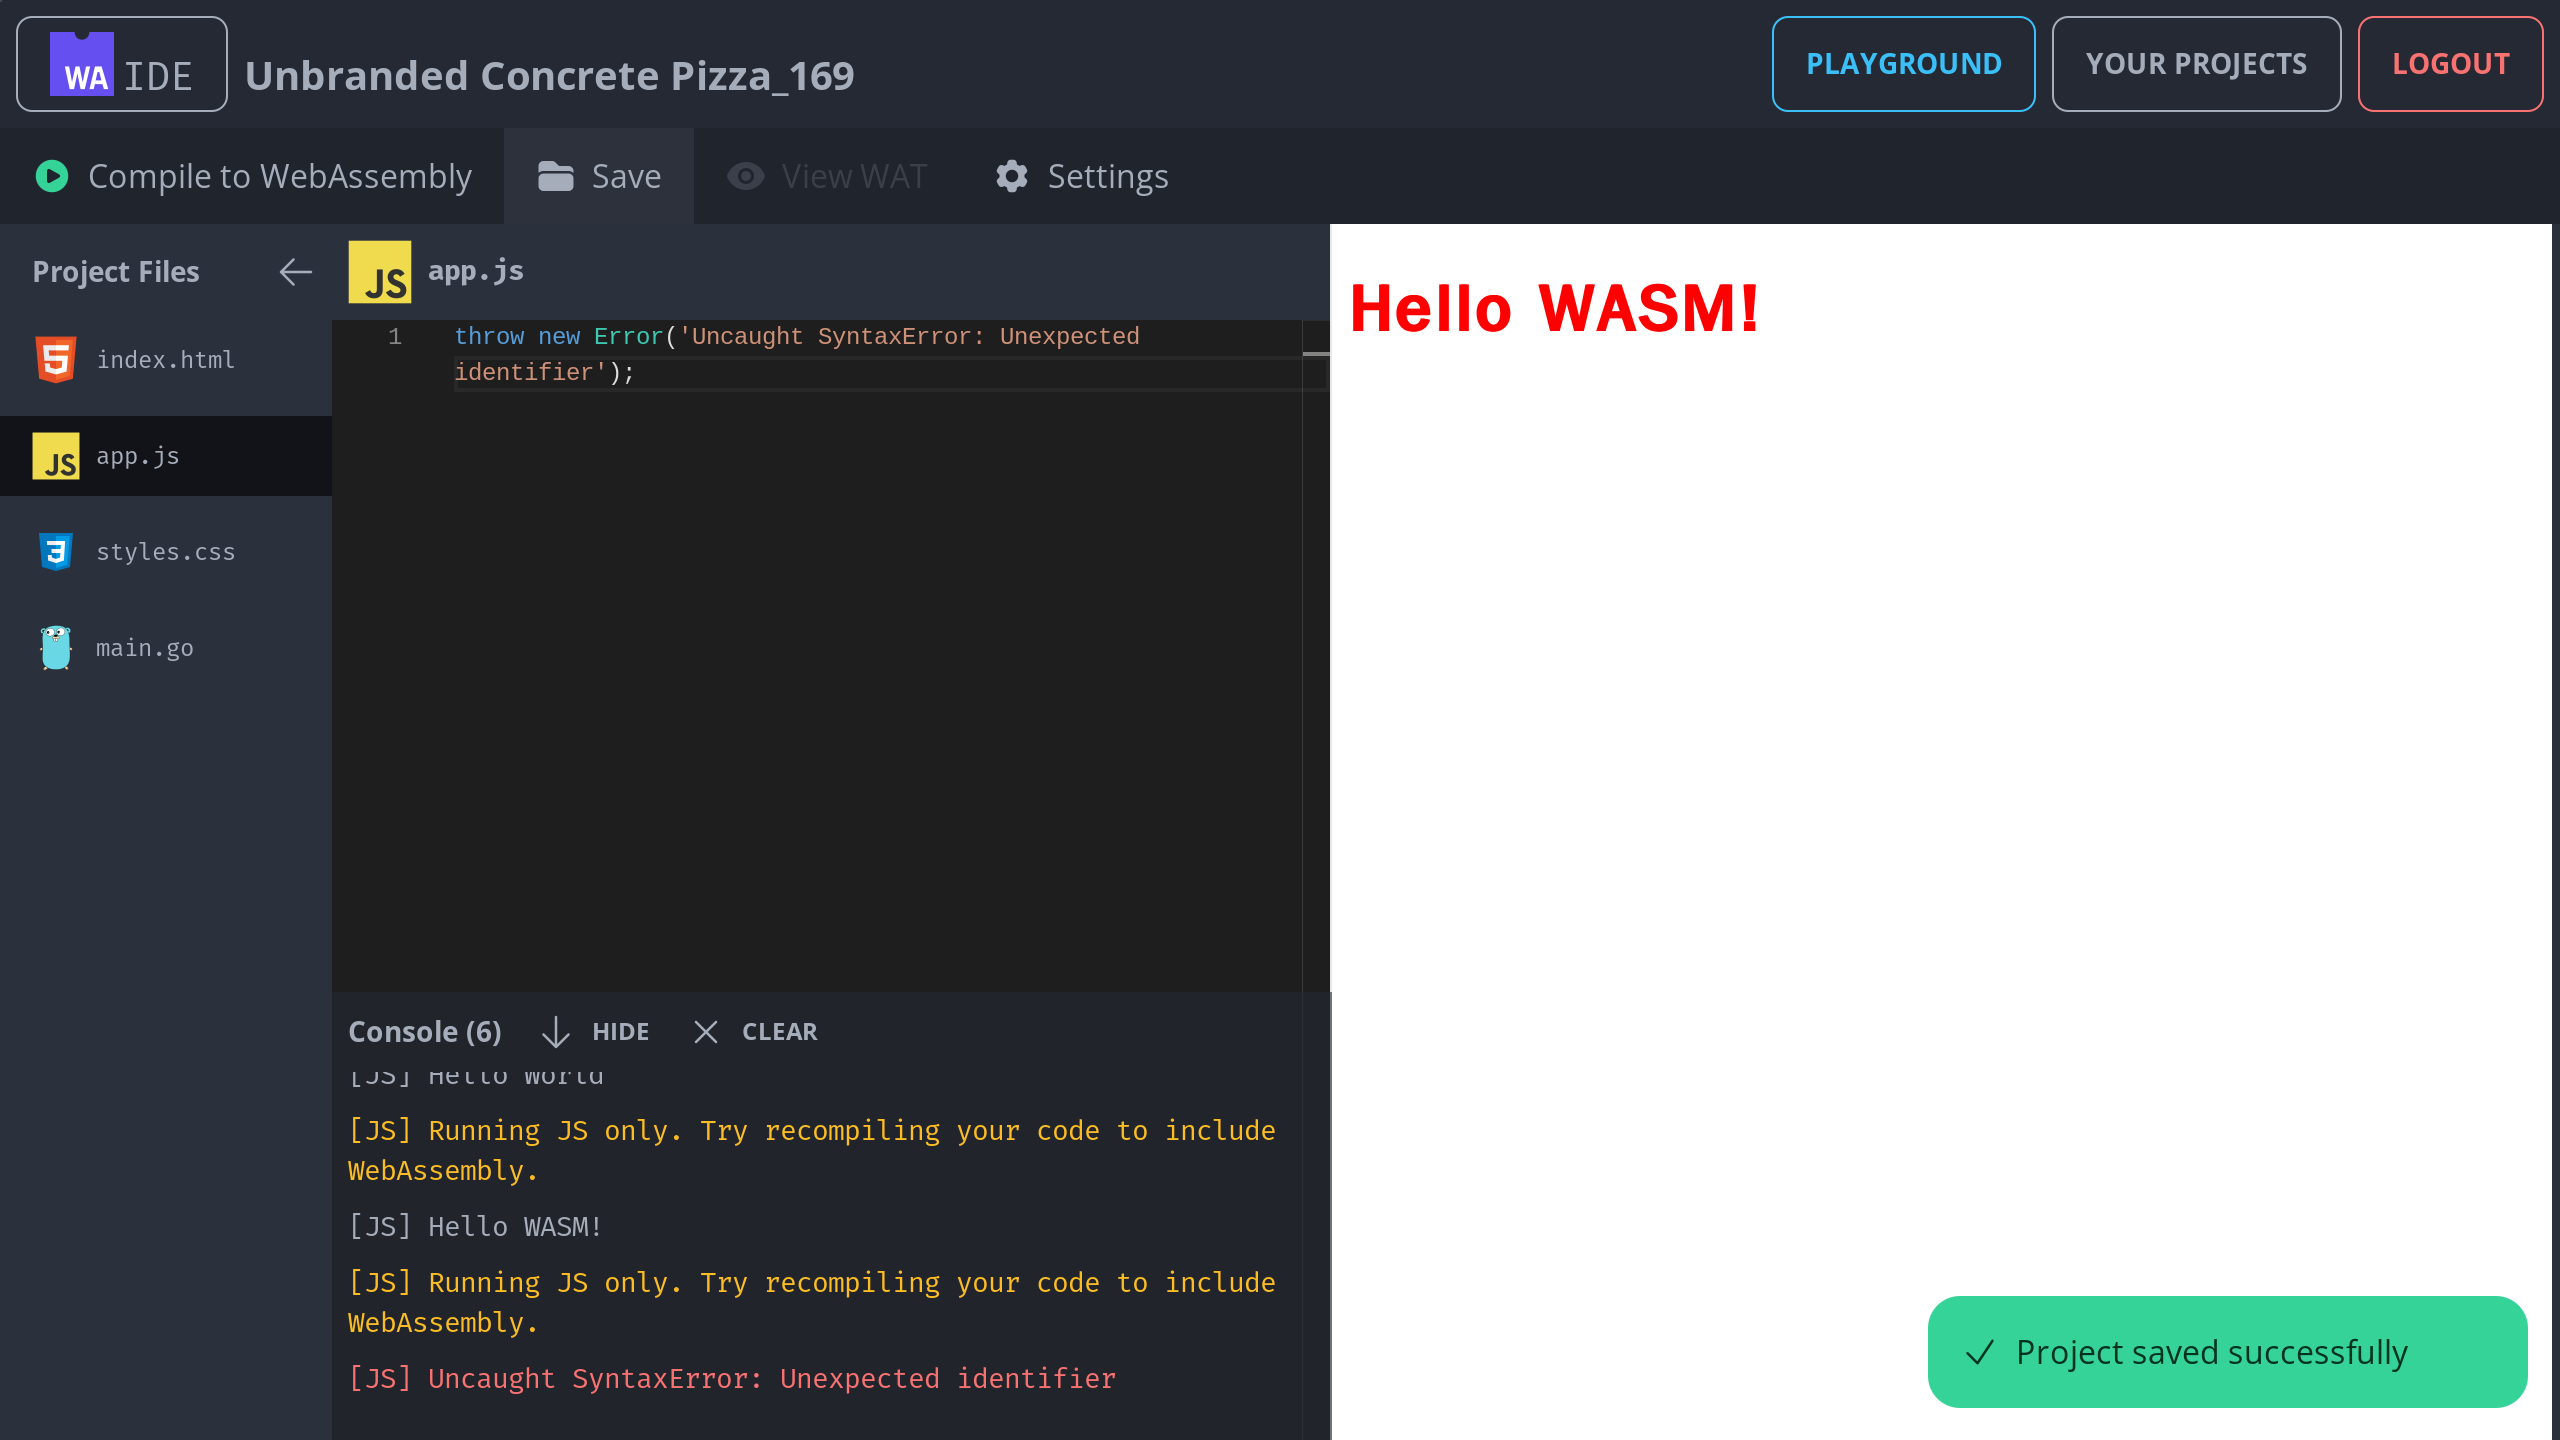 WA IDE
Unbranded Concrete Pizza_169
PLAYGROUND
YOUR PROJECTS
LOGOUT
Compile to WebAssembly
Save
View WAT
Settings
Project Files
index.html
JS app.js
styles.css
main.go
JS app.js
1 throw new Error('Uncaught SyntaxError: Unexpected
identifier');
Console (6)
HIDE
CLEAR
[JS] Hello World
[JS] Running JS only. Try recompiling your code to include
WebAssembly.
[JS] Hello WASM!
[JS] Running JS only. Try recompiling your code to include
WebAssembly.
[JS] Uncaught SyntaxError: Unexpected identifier
Hello WASM!
Project saved successfully